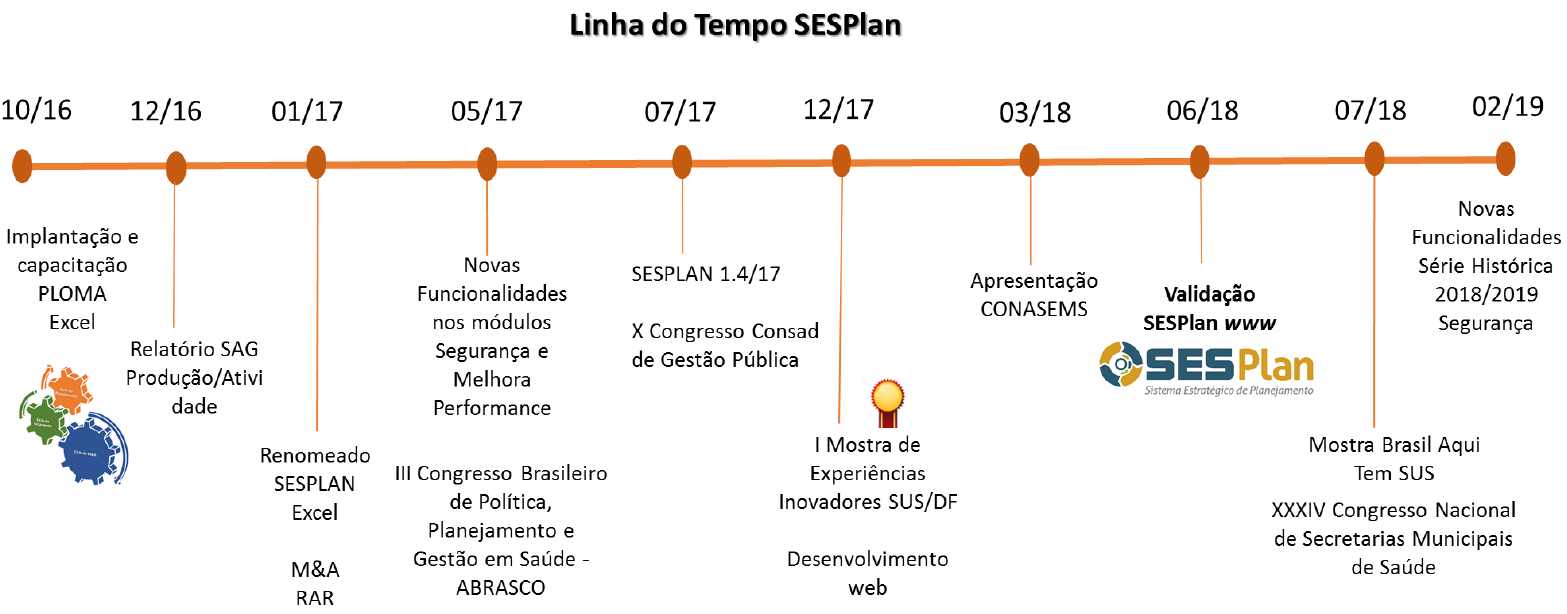 Linha do Tempo SESPlan
10/16
12/16
01/17
05/17
07/17
12/17
03/18
06/18
07/18
02/19
Implantação e
capacitação
PLOMA
Excel
Relatório SAG
Produção/Ativi
dade
Renomeado
SESPLAN
Excel
M&A
RAR
Novas
Funcionalidades
nos módulos
Segurança e
Melhora
Performance
III Congresso Brasileiro
de Política,
Planejamento e
Gestão em Saúde -
ABRASCO
SESPLAN 1.4/17
X Congresso Consad
de Gestão Pública
I Mostra de
Experiências
Inovadores SUS/DF
Desenvolvimento
web
Apresentação
CONASEMS
Validação
SESPlan www
SESPlan
Sistema Estratégico de Planejamento
Mostra Brasil Aqui
Tem SUS
XXXIV Congresso Nacional
de Secretarias Municipais
de Saúde
Novas
Funcionalidades
Série Histórica
2018/2019
Segurança